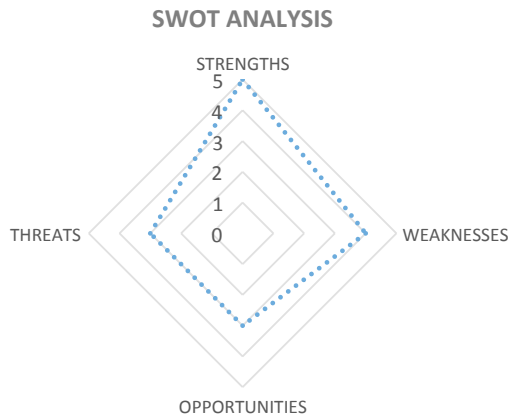 SWOT ANALYSIS
STRENGTHS
5
4
3
2
1
0
THREATS
WEAKNESSES
OPPORTUNITIES